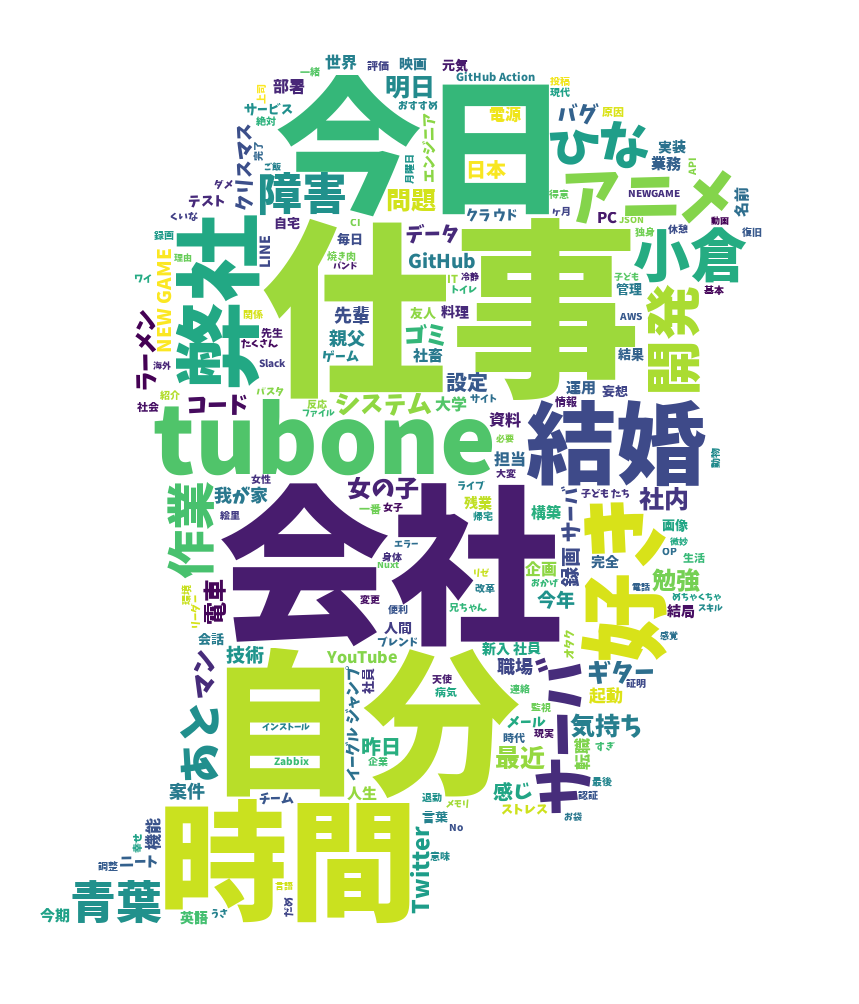 世界
評価
映画
元気
一緒
GitHub Action
部署
明日
投稿
現代
上司
今日
おすすめ
サービス
絶対
電源
バグ
原因
エンジニア
クリスマス
完了
ひな
実装
業務
API
月曜日
ご飯
日本
ダメ
障害
問題
得意
アニメ
NEWGAME
名前
テスト
くいな
自宅
CI
クラウド
ヶ月
PC
JSON
動画
録画
弊社
LINE
毎日
データ
独身
休憩
復旧
理由
仕事
小倉
ワイ
NEW GAME
焼き肉
バンド
GitHub
IT
冷静
トイレ
子ども
管理
基本
関係
先輩
友人
料理
AWS
開発
ラーメン
先生
たくさん
親父
ゴミ
社畜
海外
Slack
ゲーム
結果
設定
運用
妄想
紹介
パスタ
社会
コード
反応
ファイル
システム
大学
サイト
情報
tubone
資料
結婚
必要
担当
動物
大変
女性
女の子
ライブ
作業
我が家
絵里
一番
女子
残業
帰宅
構築
サーバ
子どもたち
社内
画像
会社
エラー
身体
Nuxt
リゼ
企画
おかげ
録画
完全
好き
微妙
OP
生活
環境
リーダー
電車
変更
便利
兄ちゃん
改革
今年
電話
勉強
めちゃくちゃ
結局
スキル
会話
人間
ブレンド
オタク
感覚
技術
YouTube
新入 社員
職場
マン
自分
イーグル ジャンプ
社員
天使
病気
連絡
サーバ
ギター
証明
監視
起動
あと
インストール
メール
時代
現実
気持ち
昨日
企業
Zabbix
最近
転職
すぎ
案件
チーム
人生
退勤
メモリ
感じ
ストレス
認証
最後
お袋
機能
幸せ
時間
言葉
No
調整
ニート
Twitter
意味
青葉
言語
今期
英語
うさ
ため